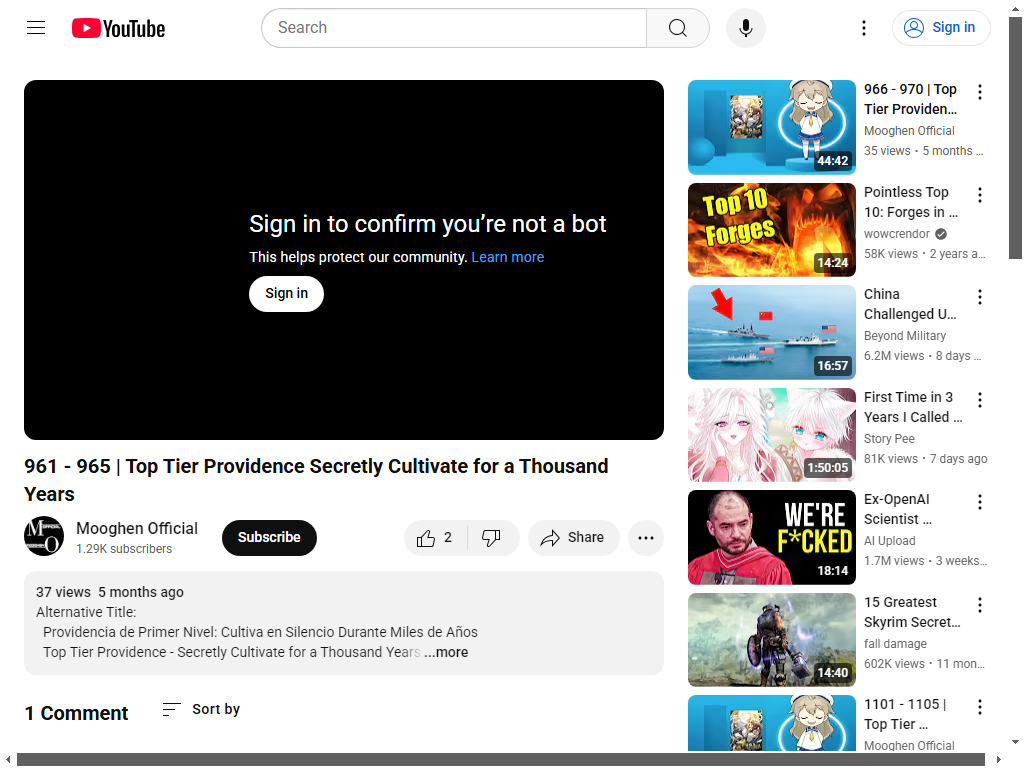 YouTube
Search
Sign in
Sign in to confirm you’re not a bot
This helps protect our community. Learn more
Sign in
961 - 965 | Top Tier Providence Secretly Cultivate for a Thousand
Years
Mooghen Official
1.29K subscribers
Subscribe
2
Share
37 views 5 months ago
Alternative Title:
Providencia de Primer Nivel: Cultiva en Silencio Durante Miles de Años
Top Tier Providence - Secretly Cultivate for a Thousand Years ...more
1 Comment
Sort by
44:42
966 - 970 | Top
Tier Providen…
Mooghen Official
35 views • 5 months …
Top 10
Forges
14:24
Pointless Top
10: Forges in …
wowcrendor
58K views • 2 years a…
16:57
China
Challenged U…
Beyond Military
6.2M views • 8 days …
1:50:05
First Time in 3
Years I Called …
Story Pee
81K views • 7 days ago
WE'RE
F*CKED
18:14
Ex-OpenAI
Scientist …
AI Upload
1.7M views • 3 weeks…
14:40
15 Greatest
Skyrim Secret…
fall damage
602K views • 11 mon…
1101 - 1105 |
Top Tier …
Mooghen Official